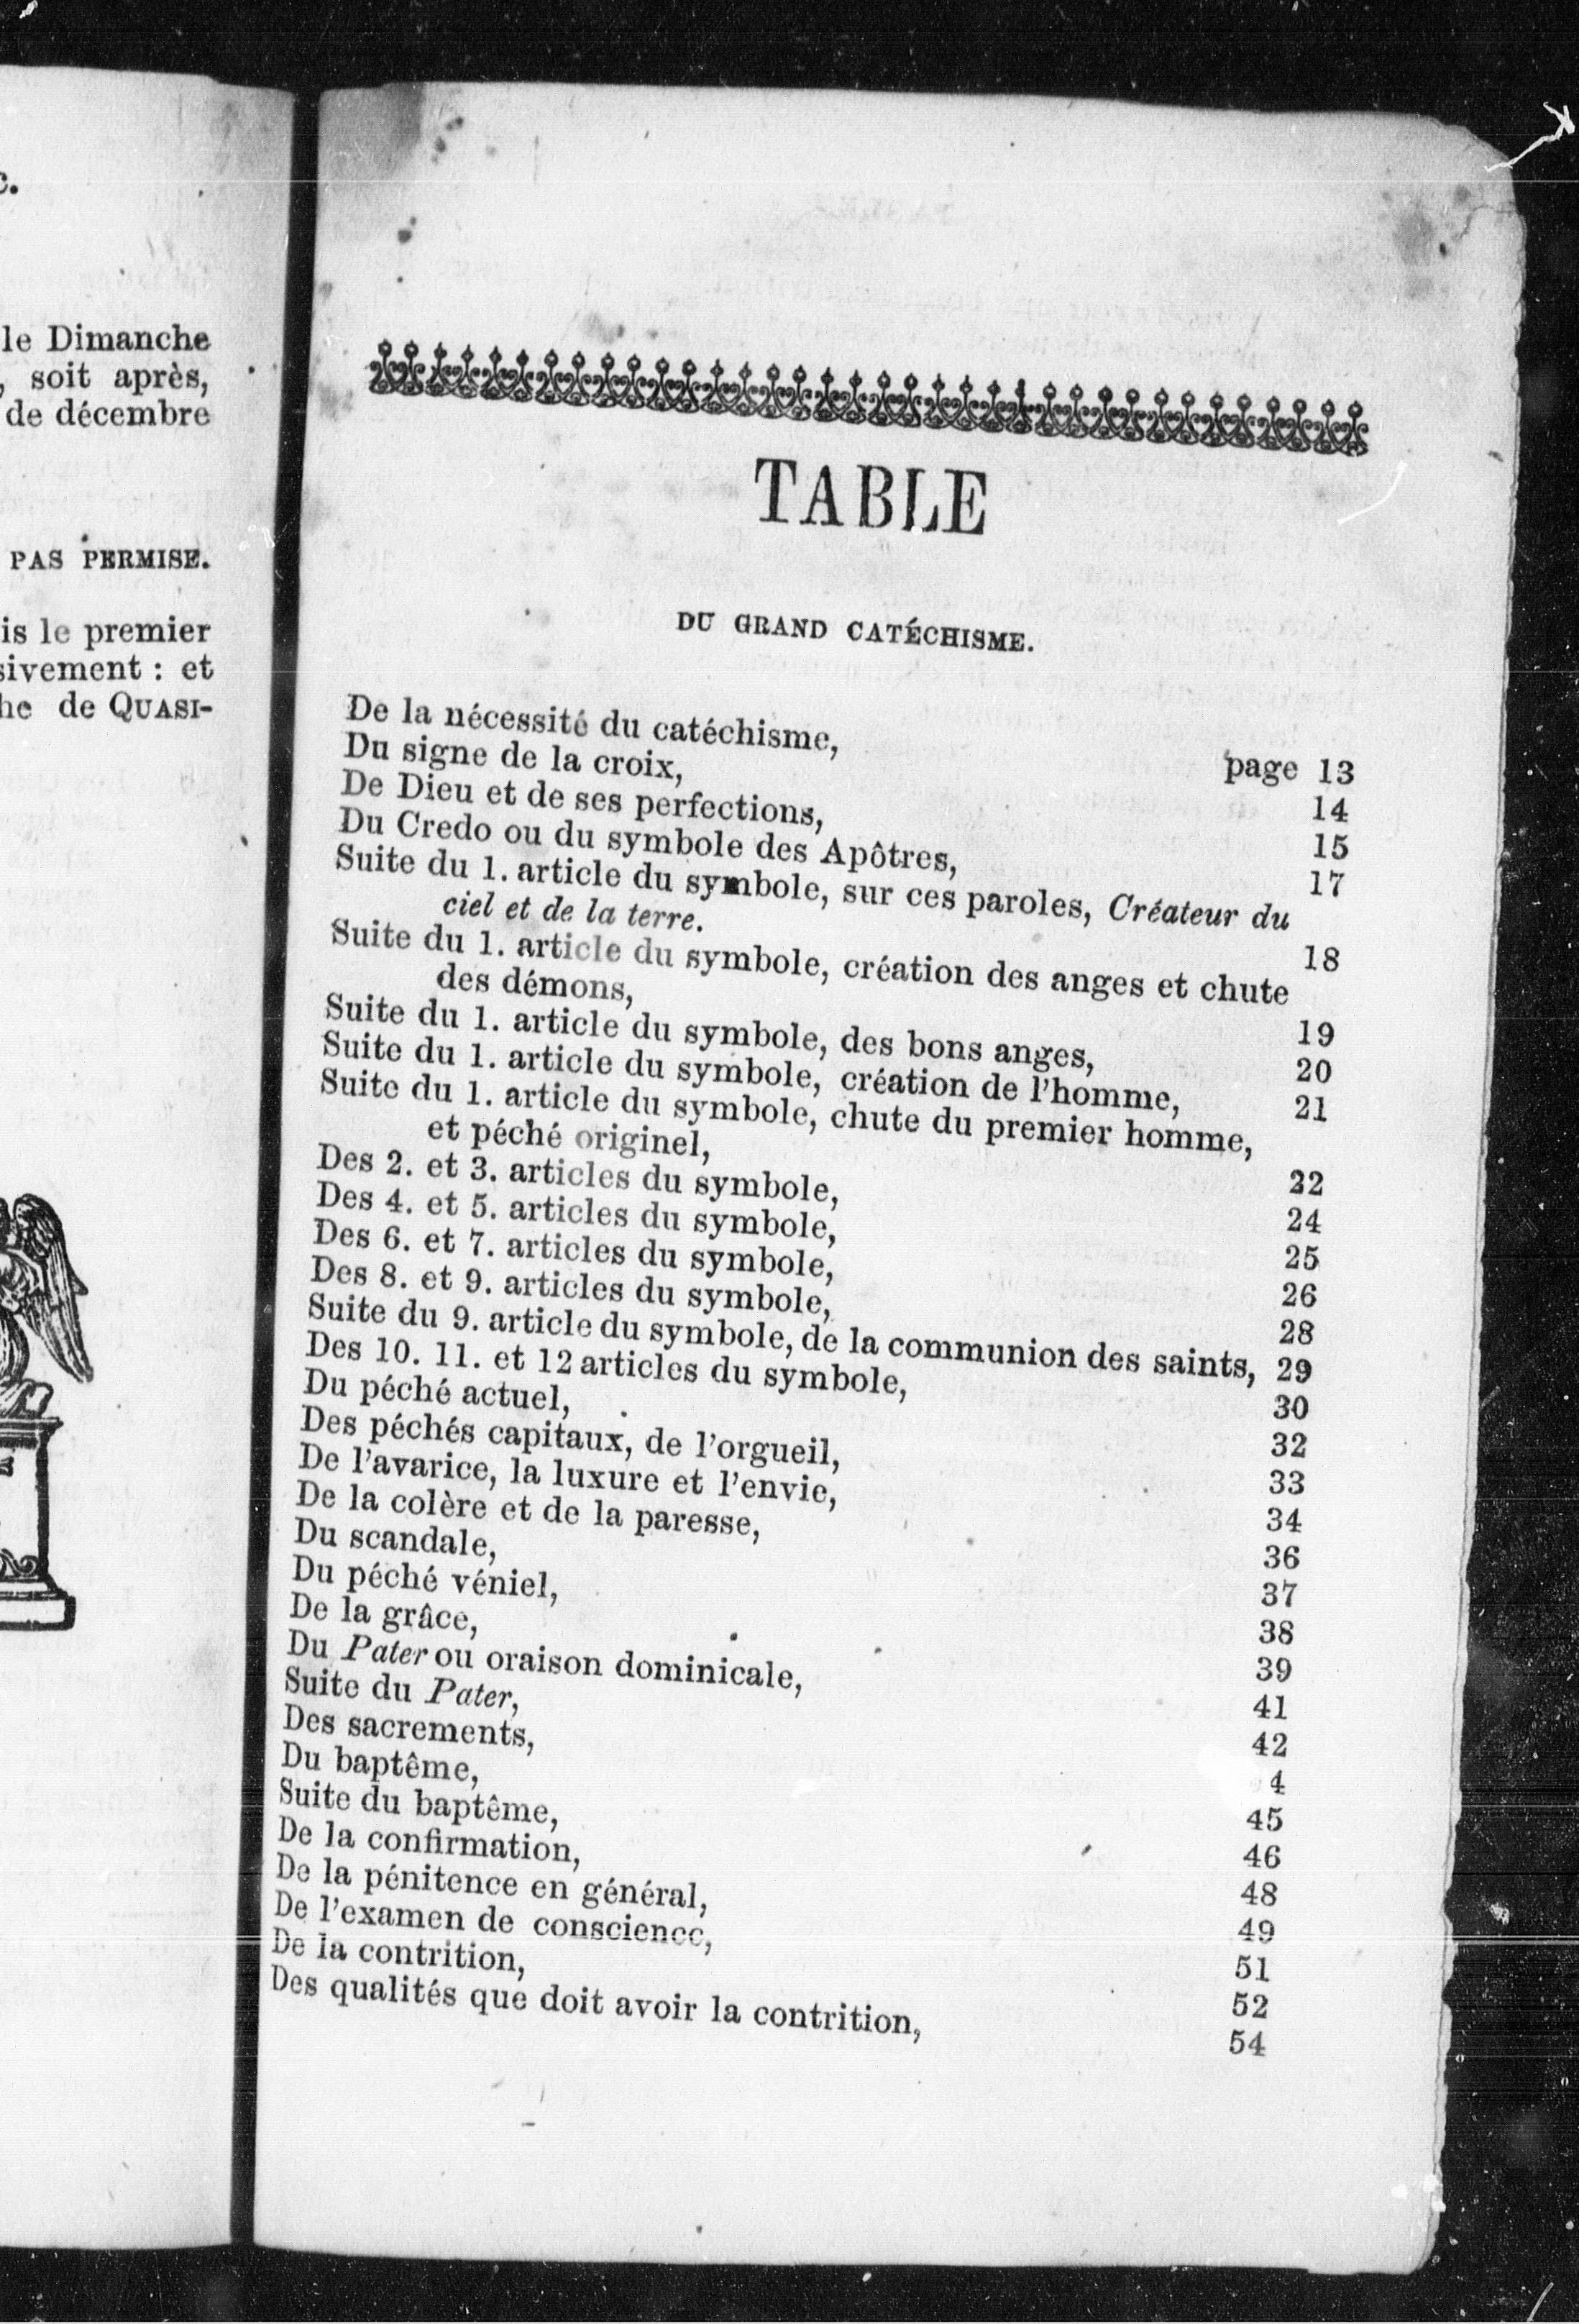 c.
le Dimanche
, soit après,
de décembre
PAS PERMISE.
is le premier
sivement : et
he de QUASI-
TABLE
DU GRAND CATÉCHISME.
De la nécessité du catéchisme, page 13
Du signe de la croix, 14
De Dieu et de ses perfections, 15
Du Credo ou du symbole des Apôtres, 17
Suite du 1. article du symbole, sur ces paroles, Créateur du
ciel et de la terre. 18
Suite du 1. article du symbole, création des anges et chute
des démons, 19
Suite du 1. article du symbole, des bons anges, 20
Suite du 1. article du symbole, création de l'homme, 21
Suite du 1. article du symbole, chute du premier homme,
et péché originel, 22
Des 2. et 3. articles du symbole, 24
Des 4. et 5. articles du symbole, 25
Des 6. et 7. articles du symbole, 26
Des 8. et 9. articles du symbole, 28
Suite du 9. article du symbole, de la communion des saints, 29
Des 10. 11. et 12 articles du symbole, 30
Du péché actuel, 32
Des péchés capitaux, de l'orgueil, 33
De l'avarice, la luxure et l'envie, 34
De la colère et de la paresse, 36
Du scandale, 37
Du péché véniel, 38
De la grâce, 39
Du Pater ou oraison dominicale, 41
Suite du Pater, 42
Des sacrements, 4
Du baptême, 45
Suite du baptême, 46
De la confirmation, 48
De la pénitence en général, 49
De l'examen de conscience, 51
De la contrition, 52
Des qualités que doit avoir la contrition, 54